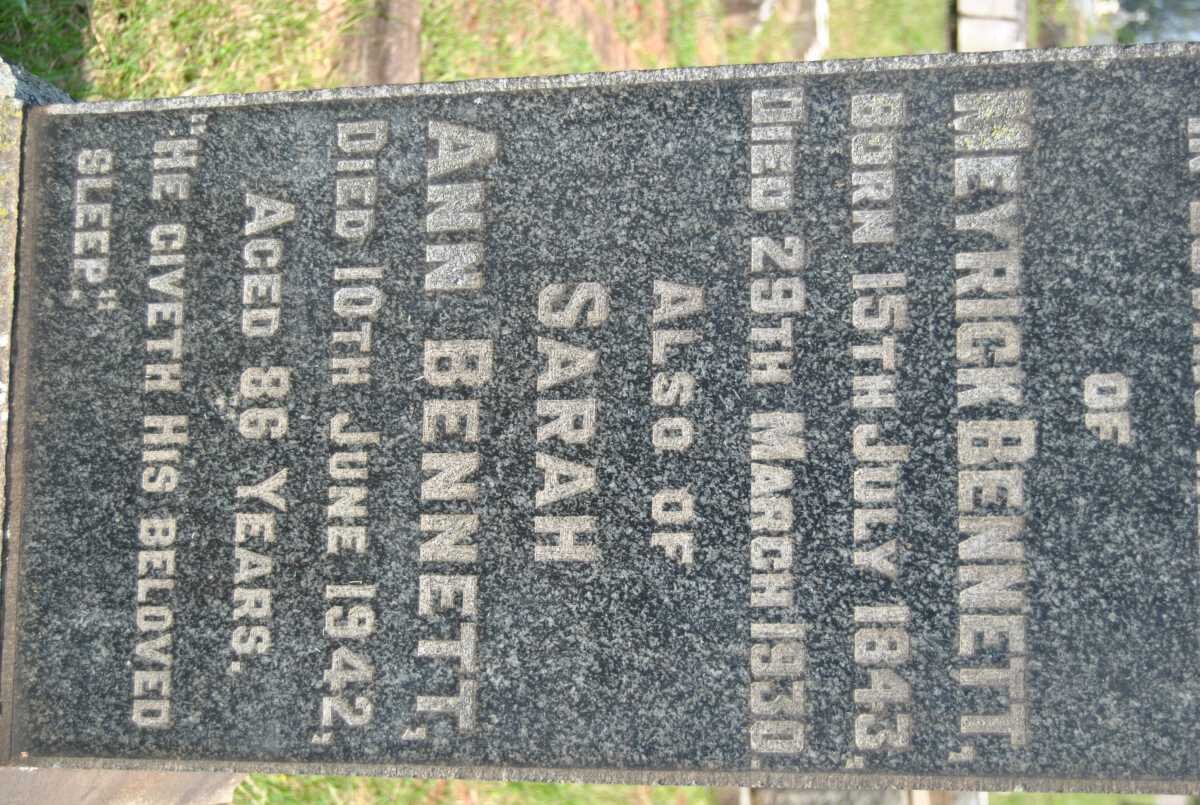 OF
MEYRICK BENNETT,
BORN 15TH JULY 1843,
DIED 29TH MARCH 1930.
ALSO OF
SARAH
ANN BENNETT,
DIED 10TH JUNE 1942,
AGED 86 YEARS.
"HE GIVETH HIS BELOVED
SLEEP."